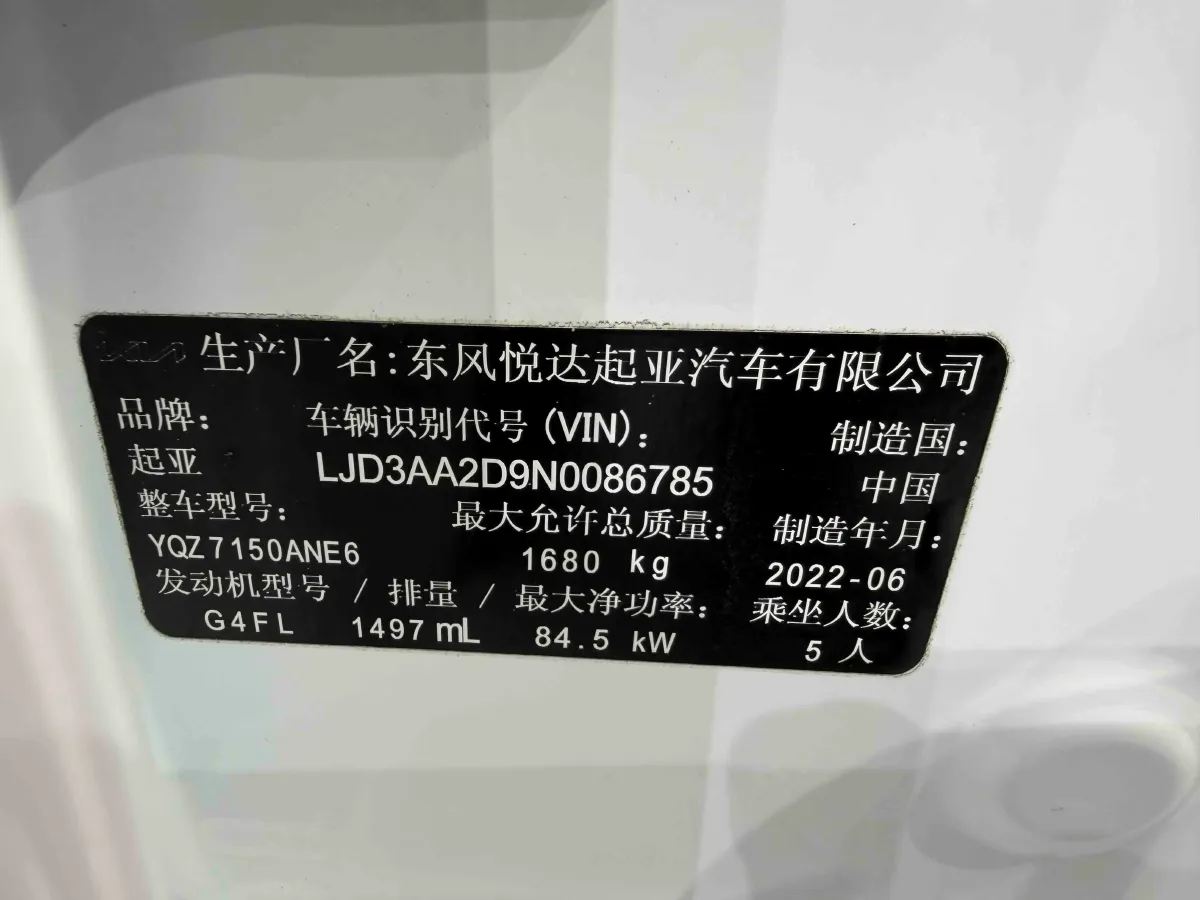 KIA 生产厂名:东风悦达起亚汽车有限公司
品牌: 车辆识别代号 (VIN): 制造国:
起亚 LJD3AA2D9N0086785 中国
整车型号: 最大允许总质量: 制造年月:
YQZ7150ANE6 1680 kg 2022-06
发动机型号 / 排量 / 最大净功率: 乘坐人数:
G4FL 1497 mL 84.5 kW 5 人